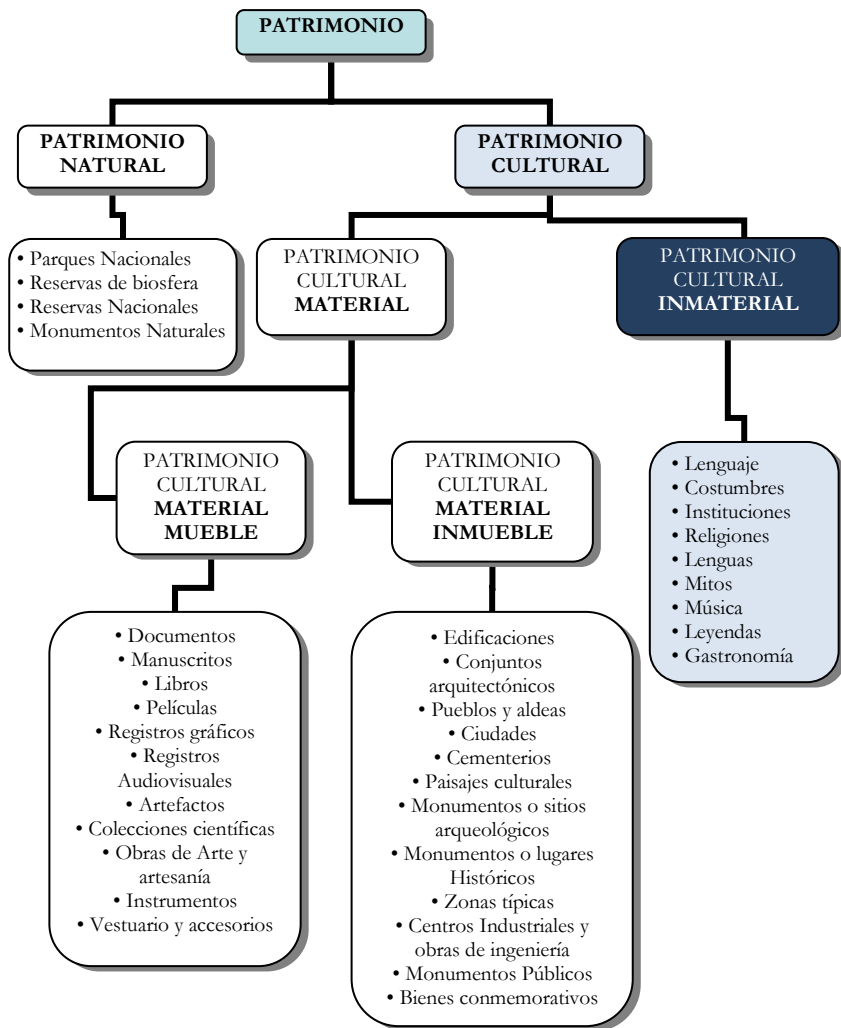 PATRIMONIO
PATRIMONIO
NATURAL
PATRIMONIO
CULTURAL
• Parques Nacionales
• Reservas de biosfera
• Reservas Nacionales
• Monumentos Naturales
PATRIMONIO
CULTURAL
MATERIAL
PATRIMONIO
CULTURAL
INMATERIAL
PATRIMONIO
CULTURAL
MATERIAL
MUEBLE
PATRIMONIO
CULTURAL
MATERIAL
INMUEBLE
• Lenguaje
• Costumbres
• Instituciones
• Religiones
• Lenguas
• Mitos
• Música
• Leyendas
• Gastronomía
• Documentos
• Manuscritos
• Libros
• Películas
• Registros gráficos
• Registros
Audiovisuales
• Artefactos
• Colecciones científicas
• Obras de Arte y
artesanía
• Instrumentos
• Vestuario y accesorios
• Edificaciones
• Conjuntos
arquitectónicos
• Pueblos y aldeas
• Ciudades
• Cementerios
• Paisajes culturales
• Monumentos o sitios
arqueológicos
• Monumentos o lugares
Históricos
• Zonas típicas
• Centros Industriales y
obras de ingeniería
• Monumentos Públicos
• Bienes conmemorativos